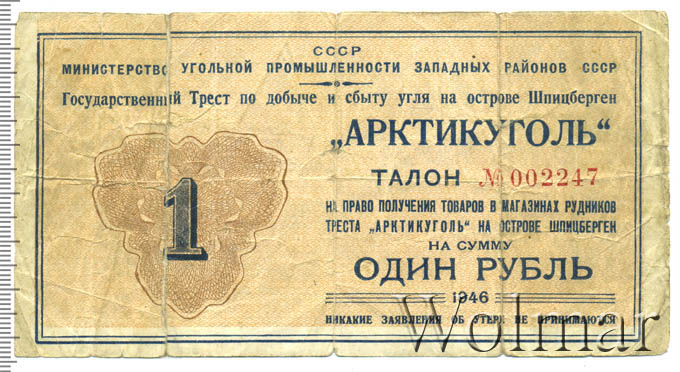 СССР
МИНИСТЕРСТВО УГОЛЬНОЙ ПРОМЫШЛЕННОСТИ ЗАПАДНЫХ РАЙОНОВ СССР
Государственный Трест по добыче и сбыту угля на острове Шпицберген
„АРКТИКУГОЛЬ“
ТАЛОН № 002247
НА ПРАВО ПОЛУЧЕНИЯ ТОВАРОВ В МАГАЗИНАХ РУДНИКОВ
ТРЕСТА „АРКТИКУГОЛЬ“ НА ОСТРОВЕ ШПИЦБЕРГЕН
НА СУММУ
1
ОДИН РУБЛЬ
1946
НИКАКИЕ ЗАЯВЛЕНИЯ ОБ УТЕРЕ НЕ ПРИНИМАЮТСЯ
Wolmar